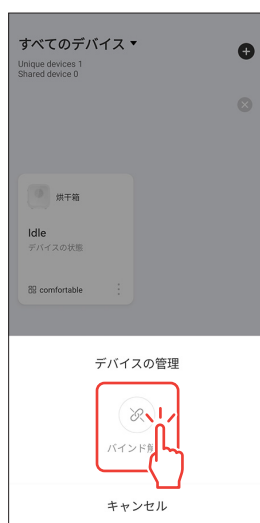 すべてのデバイス ▼
Unique devices 1
Shared device 0
烘干箱
Idle
デバイスの状態
comfortable
デバイスの管理
バインド解
キャンセル